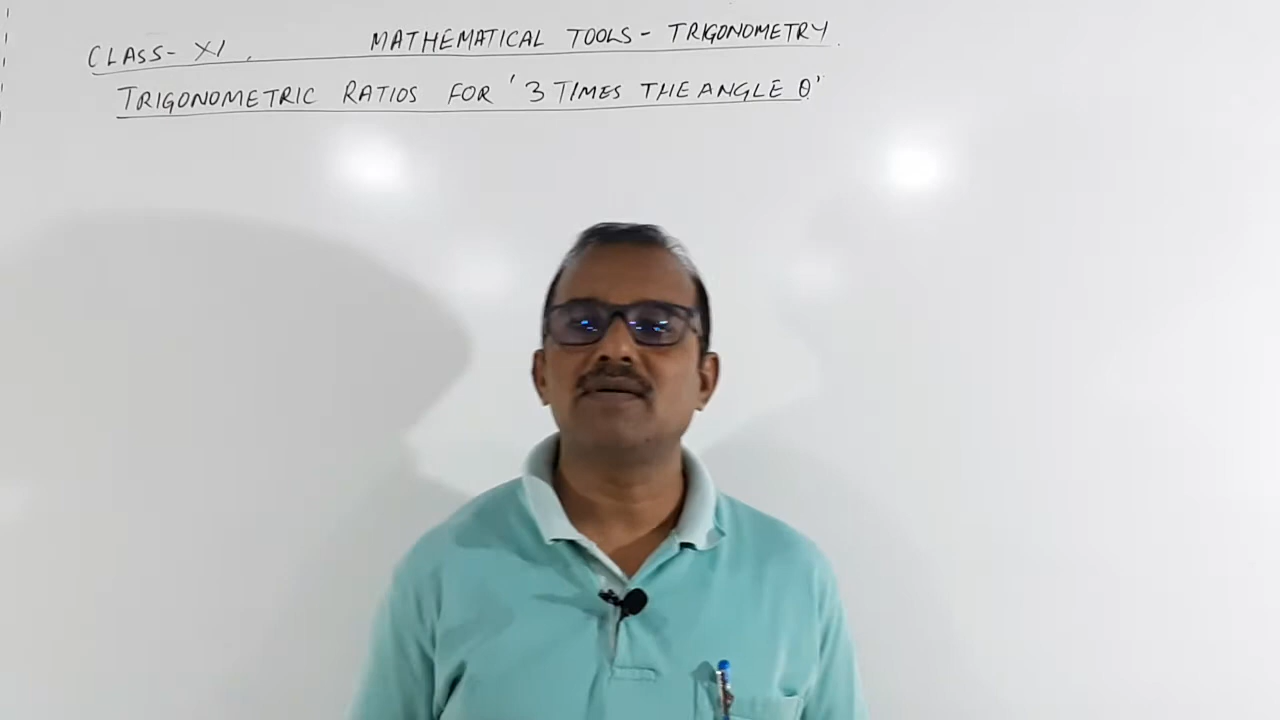 CLASS- XI, MATHEMATICAL TOOLS- TRIGONOMETRY.
TRIGONOMETRIC RATIOS FOR '3 TIMES THE ANGLE θ'